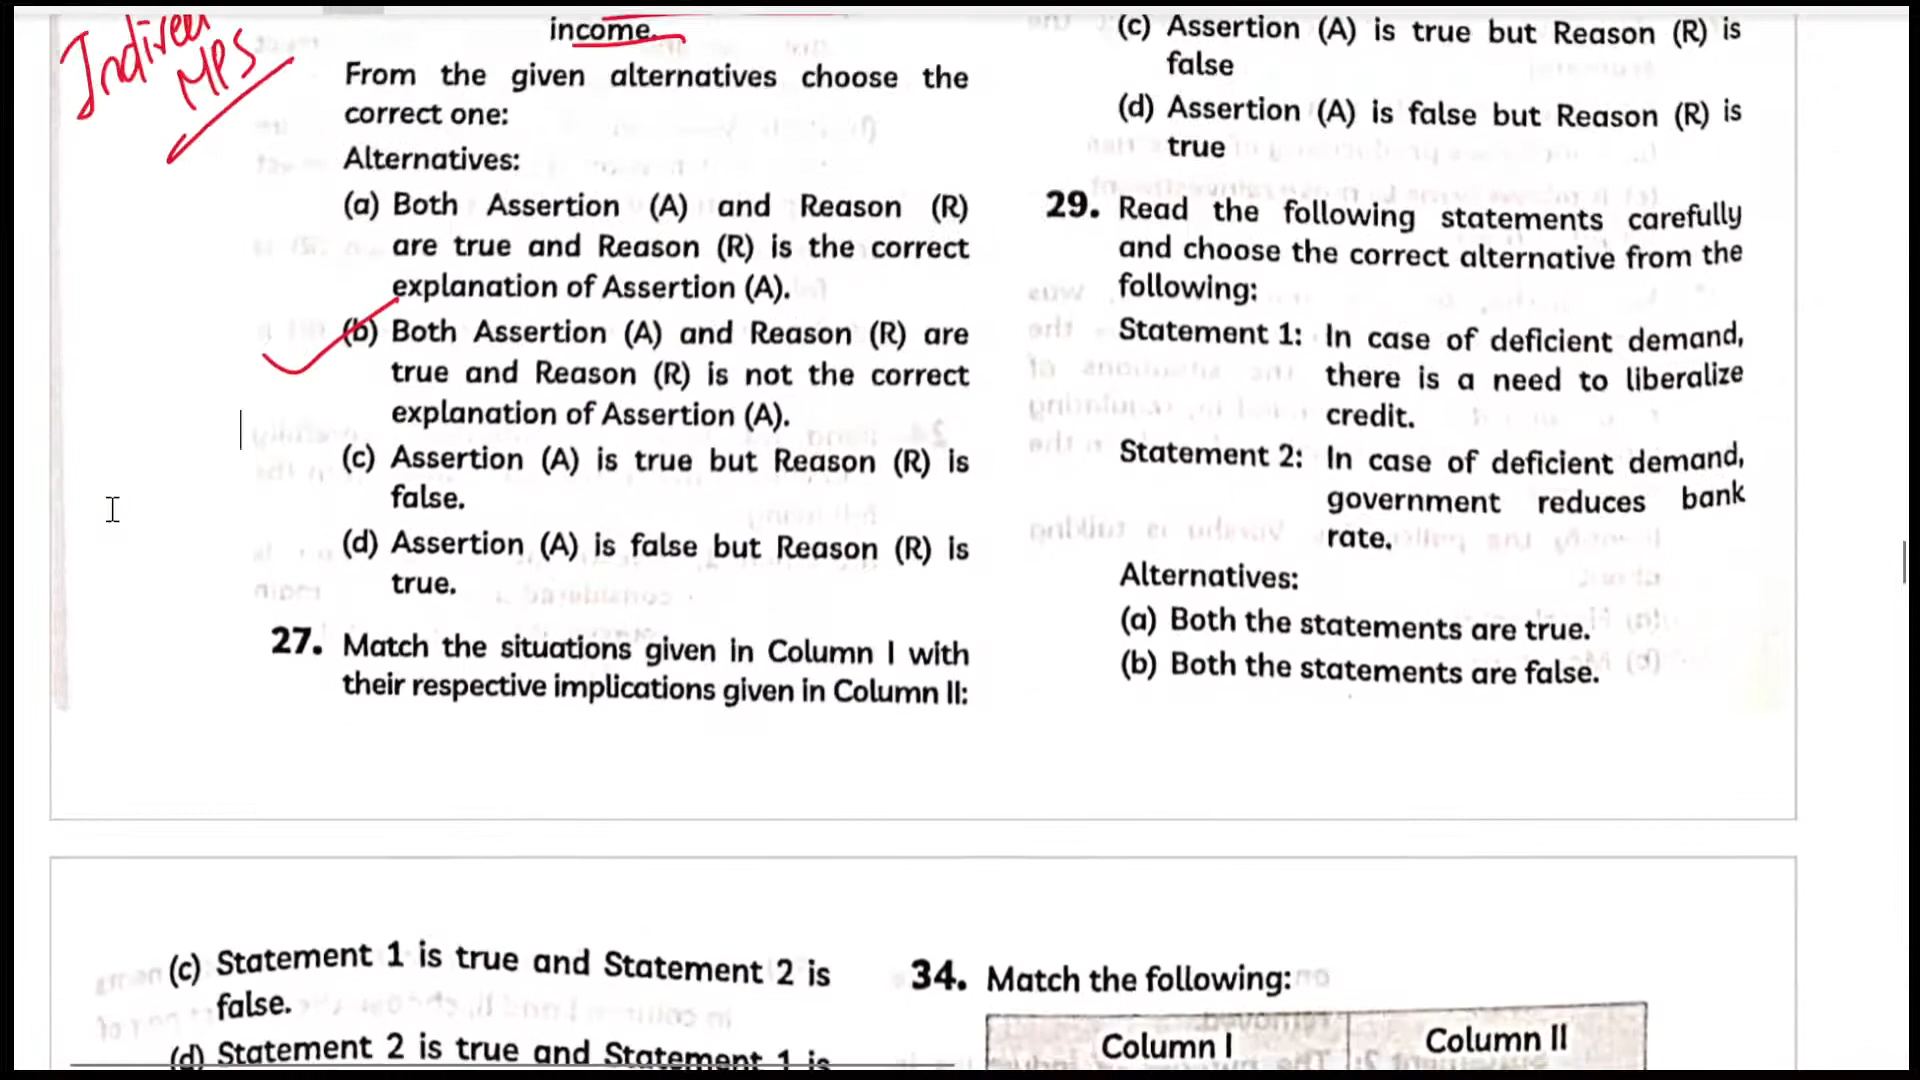 Indirect
MPS
income.
From the given alternatives choose the
correct one:
Alternatives:
(a) Both Assertion (A) and Reason (R)
are true and Reason (R) is the correct
explanation of Assertion (A).
(b) Both Assertion (A) and Reason (R) are
true and Reason (R) is not the correct
explanation of Assertion (A).
(c) Assertion (A) is true but Reason (R) is
false.
(d) Assertion (A) is false but Reason (R) is
true.
27. Match the situations given in Column I with
their respective implications given in Column II:
(c) Assertion (A) is true but Reason (R) is
false
(d) Assertion (A) is false but Reason (R) is
true
29. Read the following statements carefully
and choose the correct alternative from the
following:
Statement 1: In case of deficient demand,
there is a need to liberalize
credit.
Statement 2: In case of deficient demand,
government reduces bank
rate.
Alternatives:
(a) Both the statements are true.
(b) Both the statements are false.
(c) Statement 1 is true and Statement 2 is
false.
(d) Statement 2 is true and Statement 1 is
34. Match the following:
Column I
Column II